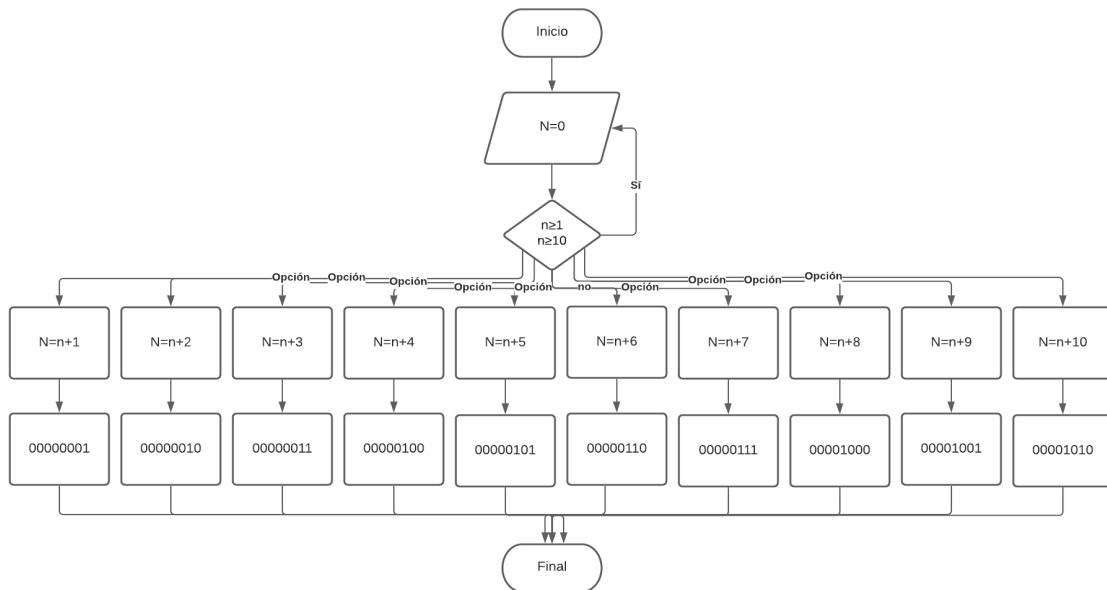 Inicio
N=0
Sí
n≥1
n≥10
Opción
Opción
Opción
Opción
Opción
no
Opción
Opción
Opción
Opción
N=n+1
N=n+2
N=n+3
N=n+4
N=n+5
N=n+6
N=n+7
N=n+8
N=n+9
N=n+10
00000001
00000010
00000011
00000100
00000101
00000110
00000111
00001000
00001001
00001010
Final